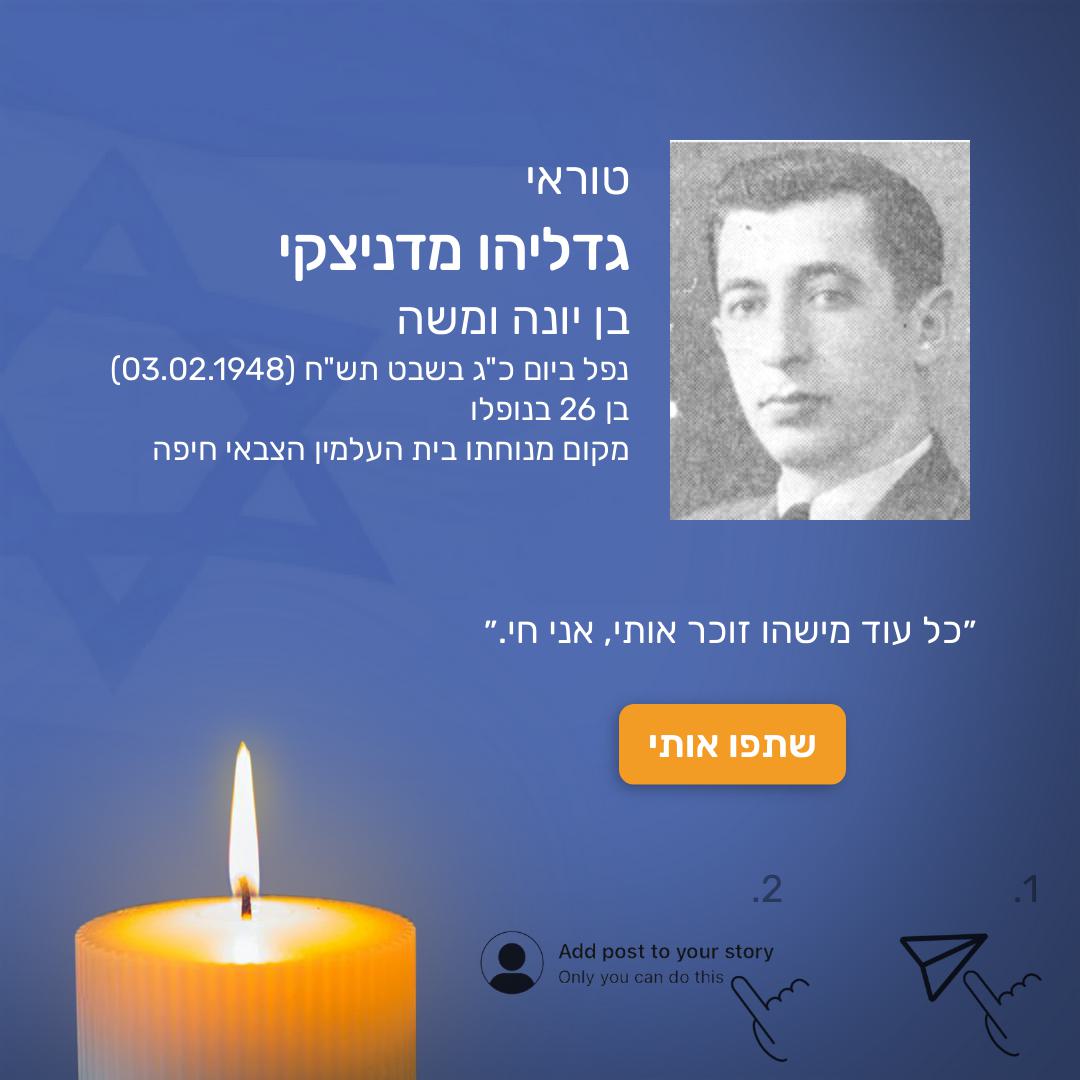 טוראי
גדליהו מדניצקי
בן יונה ומשה
נפל ביום כ"ג בשבט תש"ח (03.02.1948)
בן 26 בנופלו
מקום מנוחתו בית העלמין הצבאי חיפה
״כל עוד מישהו זוכר אותי, אני חי.״
שתפו אותי
1.
2.
Add post to your story
Only you can do this